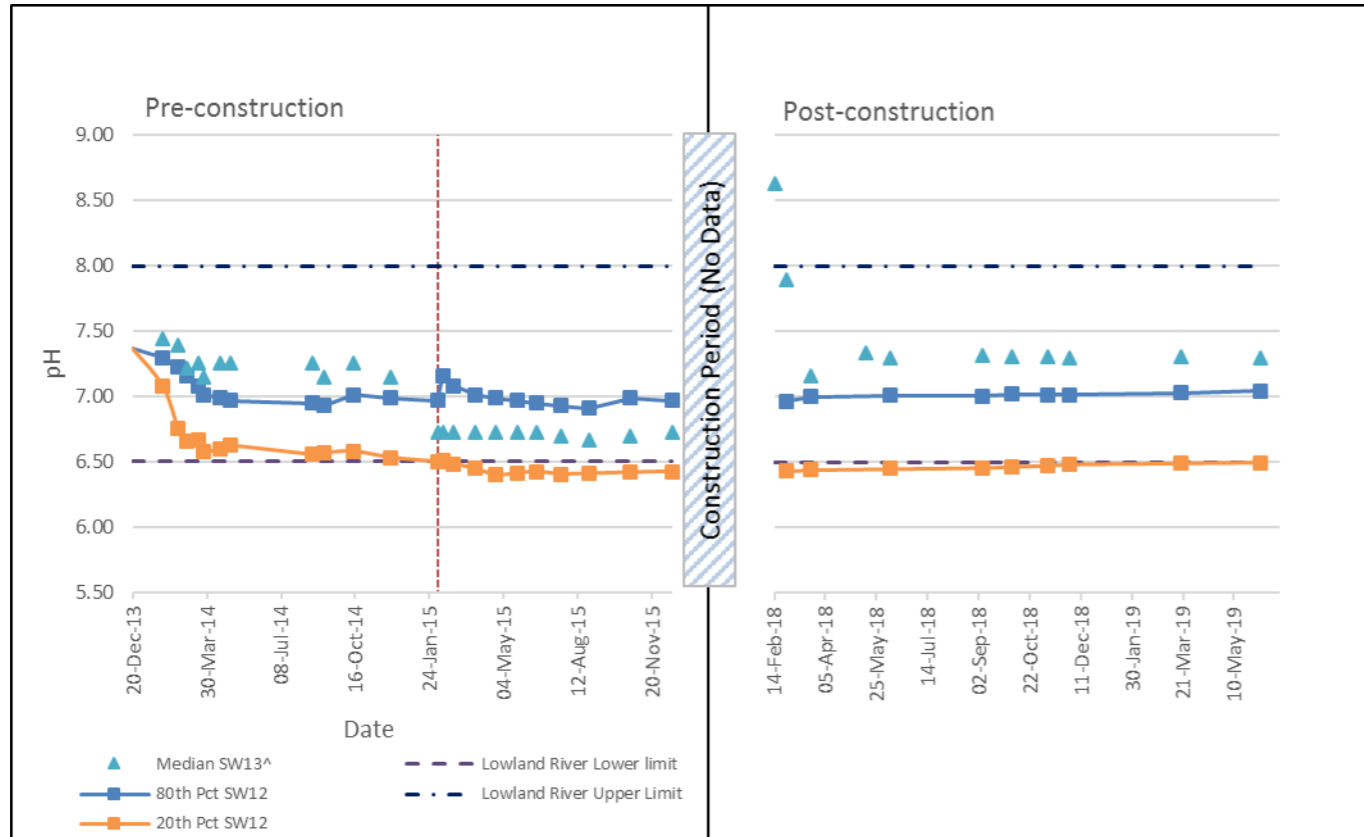 Pre-construction
Post-construction
9.00
8.50
8.00
7.50
7.00
6.50
6.00
5.50
pH
20-Dec-13
30-Mar-14
08-Jul-14
16-Oct-14
24-Jan-15
04-May-15
12-Aug-15
20-Nov-15
Date
Construction Period (No Data)
14-Feb-18
05-Apr-18
25-May-18
14-Jul-18
02-Sep-18
22-Oct-18
11-Dec-18
30-Jan-19
21-Mar-19
10-May-19
Median SW13^
Lowland River Lower limit
80th Pct SW12
Lowland River Upper Limit
20th Pct SW12